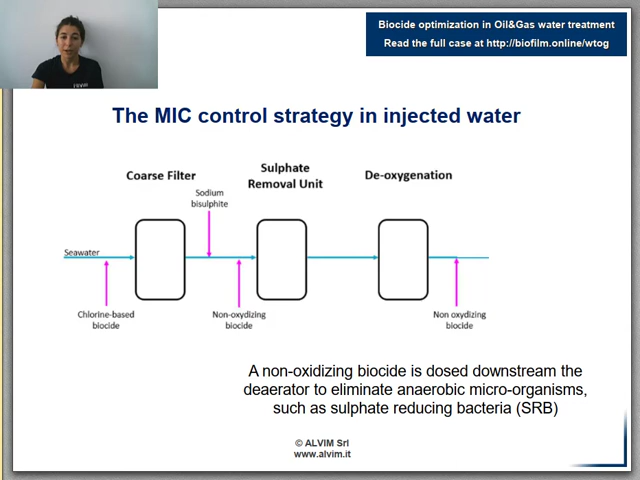 Biocide optimization in Oil&Gas water treatment
Read the full case at http://biofilm.online/wtog
The MIC control strategy in injected water
Coarse Filter
Sulphate
Removal Unit
De-oxygenation
Sodium
bisulphite
Seawater
Chlorine-based
biocide
Non-oxydizing
biocide
Non oxydizing
biocide
A non-oxidizing biocide is dosed downstream the
deaerator to eliminate anaerobic micro-organisms,
such as sulphate reducing bacteria (SRB)
© ALVIM Srl
www.alvim.it